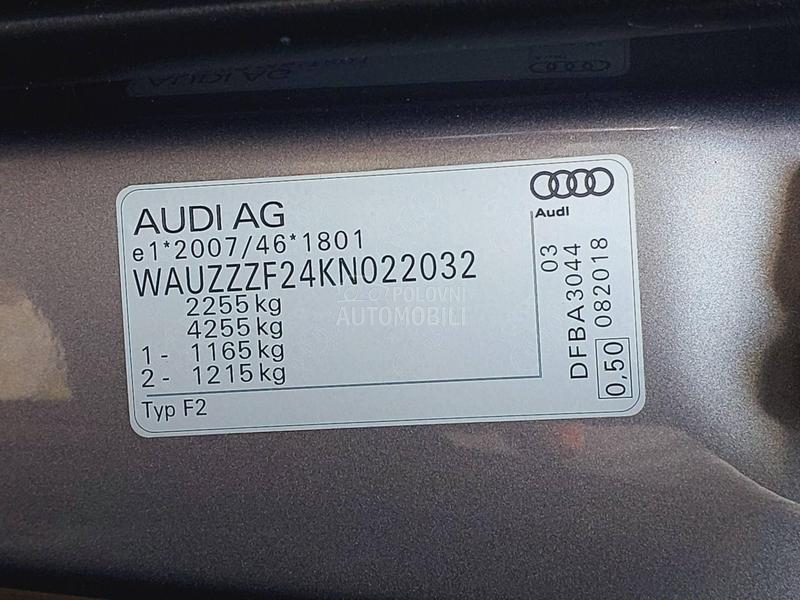 AUDI AG
e1*2007/46*1801
WAUZZZF24KN022032
2255 kg
4255 kg
1 - 1165 kg
2 - 1215 kg
Typ F2
Audi
03
DFBA3044
082018
0,50
POLOVNI
AUTOMOBILI